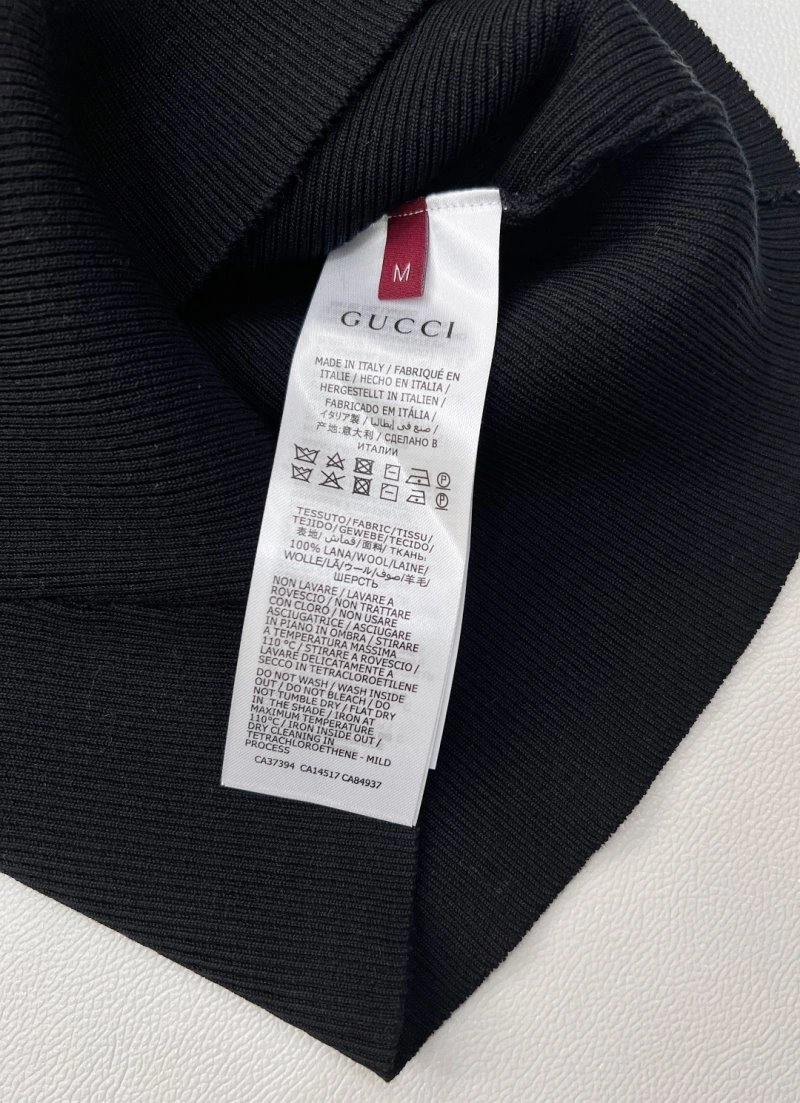 M
GUCCI
MADE IN ITALY / FABRIQUÉ EN
ITALIE / HECHO EN ITALIA /
HERGESTELLT IN ITALIEN /
FABRICADO EM ITÁLIA /
イタリア製 / صنع في إيطاليا /
产地:意大利 / СДЕЛАНО В
ИТАЛИИ
TESSUTO/FABRIC/TISSU/
TEJIDO/GEWEBE/TECIDO/
表地/قماش/面料/ТКАНЬ:
100% LANA/WOOL/LAINE/
WOLLE/LÃ/ウール/صوف/羊毛/
ШЕРСТЬ
NON LAVARE / LAVARE A
ROVESCIO / NON TRATTARE
CON CLORO / NON USARE
ASCIUGATRICE / ASCIUGARE
IN PIANO IN OMBRA / STIRARE
A TEMPERATURA MASSIMA
110 °C / STIRARE A ROVESCIO /
LAVARE DELICATAMENTE A
SECCO IN TETRACLOROETILENE
DO NOT WASH / WASH INSIDE
OUT / DO NOT BLEACH / DO
NOT TUMBLE DRY / FLAT DRY
IN THE SHADE / IRON AT
MAXIMUM TEMPERATURE
110°C / IRON INSIDE OUT /
DRY CLEANING IN
TETRACHLOROETHENE - MILD
PROCESS
CA37394 CA14517 CA84937